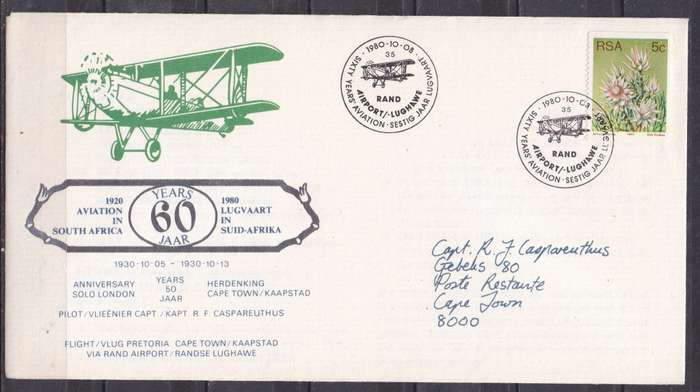 1980-10-08
35
RAND
AIRPORT/-LUGHAWE
SIXTY YEARS AVIATION · SESTIG JAAR LUGVAART
1980-10-08
35
RAND
AIRPORT/-LUGHAWE
SIXTY YEARS AVIATION · SESTIG JAAR LUGVAART
RSA 5c
1920
AVIATION
IN
SOUTH AFRICA
YEARS
60
JAAR
1980
LUGVAART
IN
SUID-AFRIKA
1930-10-05 – 1930-10-13
ANNIVERSARY YEARS HERDENKING
SOLO LONDON 50 CAPE TOWN/KAAPSTAD
JAAR
PILOT/VLIEËNIER CAPT./KAPT. R. F. CASPAREUTHUS
FLIGHT/VLUG PRETORIA CAPE TOWN/KAAPSTAD
VIA RAND AIRPORT/RANDSE LUGHAWE
Capt. R. F. Caspareuthus
Gebeks 80
Poste Restante
Cape Town
8000